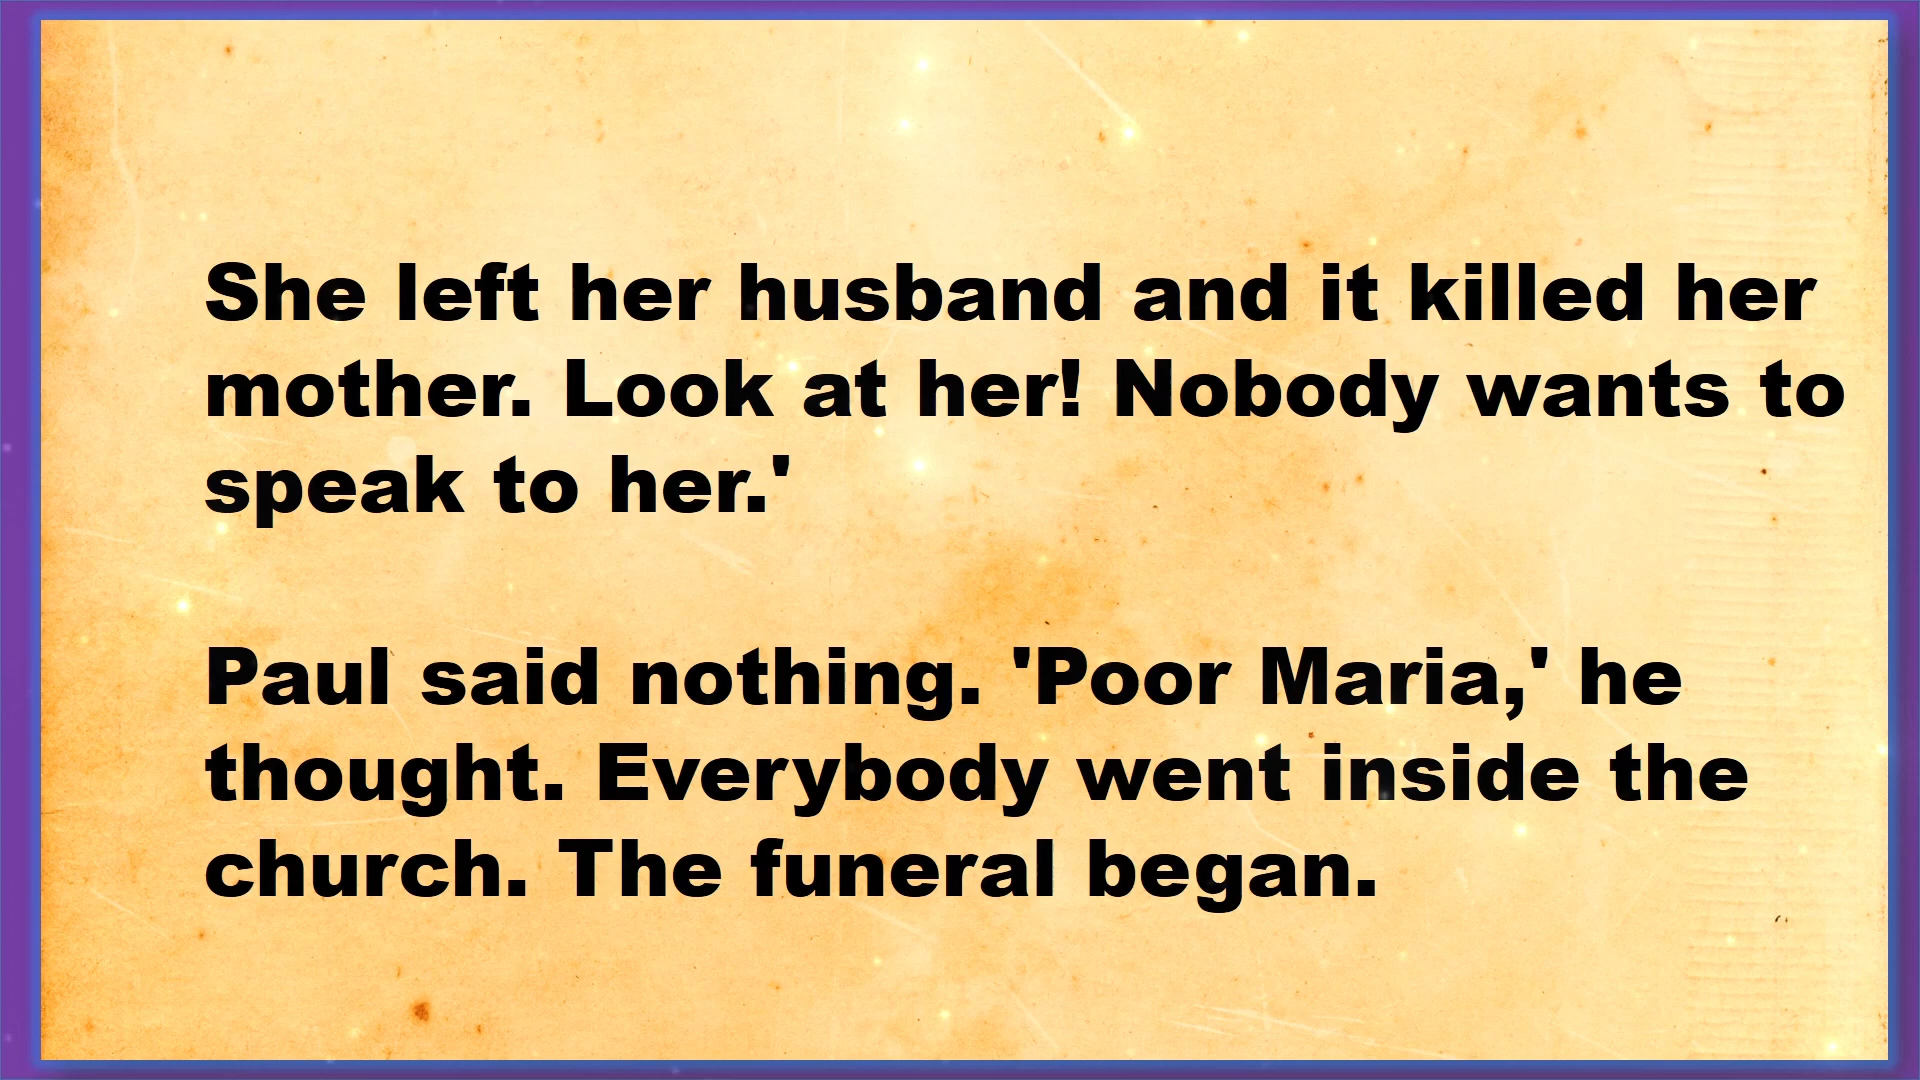 She left her husband and it killed her
mother. Look at her! Nobody wants to
speak to her.'
Paul said nothing. 'Poor Maria,' he
thought. Everybody went inside the
church. The funeral began.